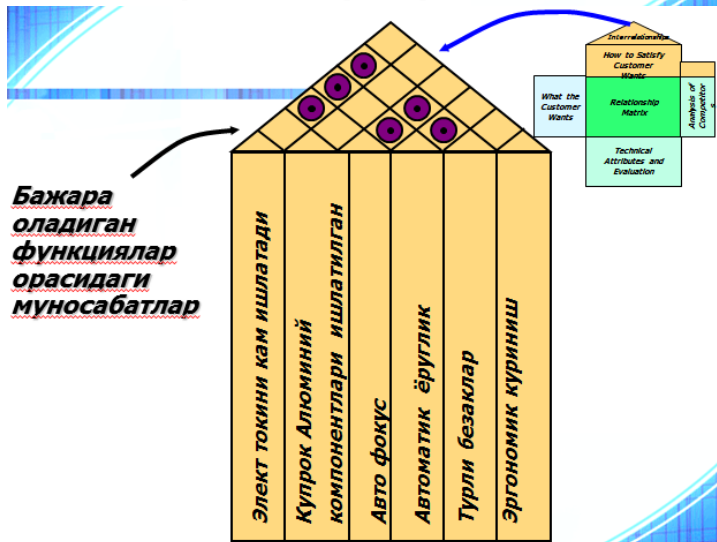 Бажара
оладиган
функциялар
орасидаги
муносабатлар
Элект токини кам ишлатади
Купрок Алюминий
компонентлари ишлатилган
Авто фокус
Автоматик ёруглик
Турли безаклар
Эргономик куриниш
Interrelationships
How to Satisfy
Customer
Wants
What the
Customer
Wants
Relationship
Matrix
Analysis of
Competitor
s
Technical
Attributes and
Evaluation